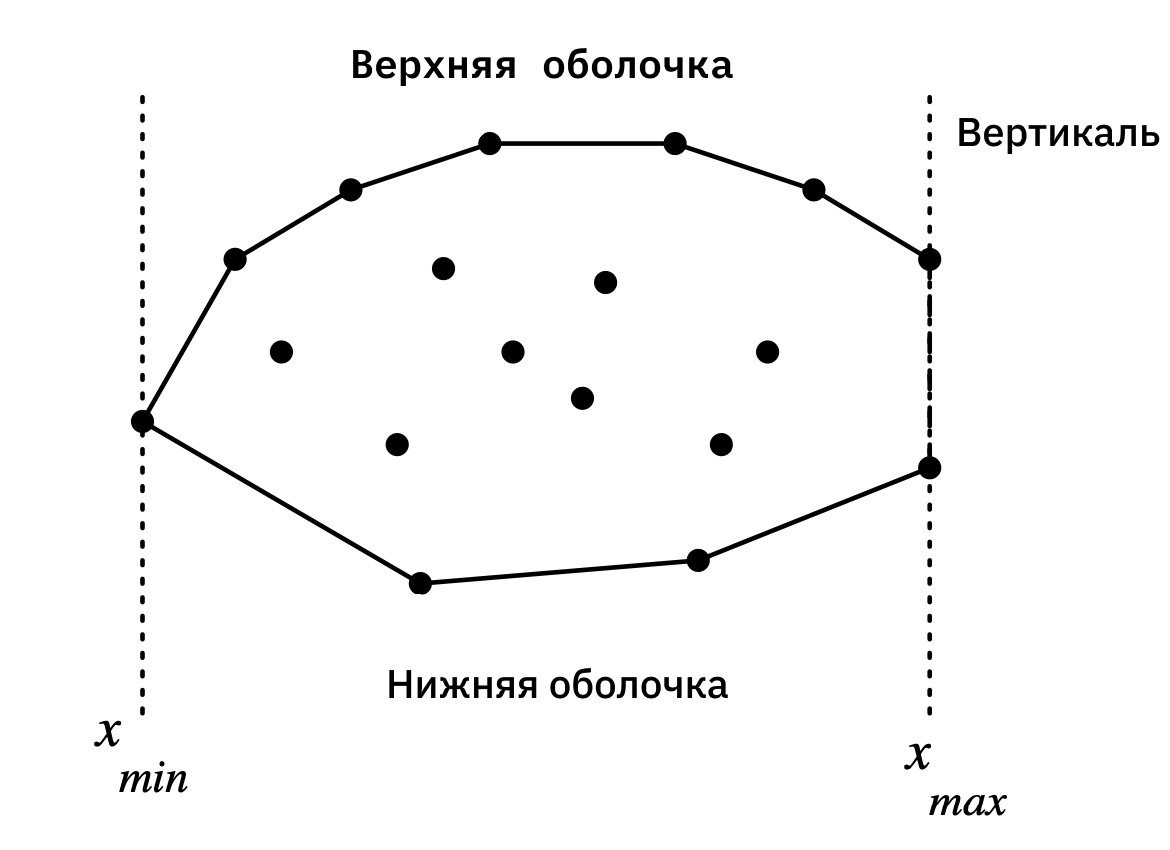 Верхняя оболочка
Вертикаль
Нижняя оболочка
x min
x max